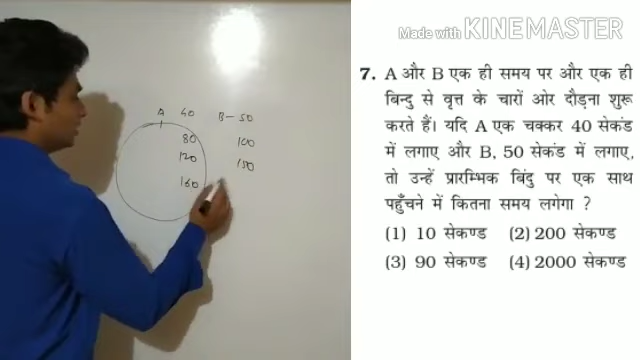 Made with KINEMASTER
A 40 B - 50
80 100
120 150
160
7. A और B एक ही समय पर और एक ही
बिन्दु से वृत्त के चारों ओर दौड़ना शुरू
करते हैं। यदि A एक चक्कर 40 सेकंड
में लगाए और B, 50 सेकंड में लगाए,
तो उन्हें प्रारम्भिक बिंदु पर एक साथ
पहुँचने में कितना समय लगेगा ?
(1) 10 सेकण्ड (2) 200 सेकण्ड
(3) 90 सेकण्ड (4) 2000 सेकण्ड